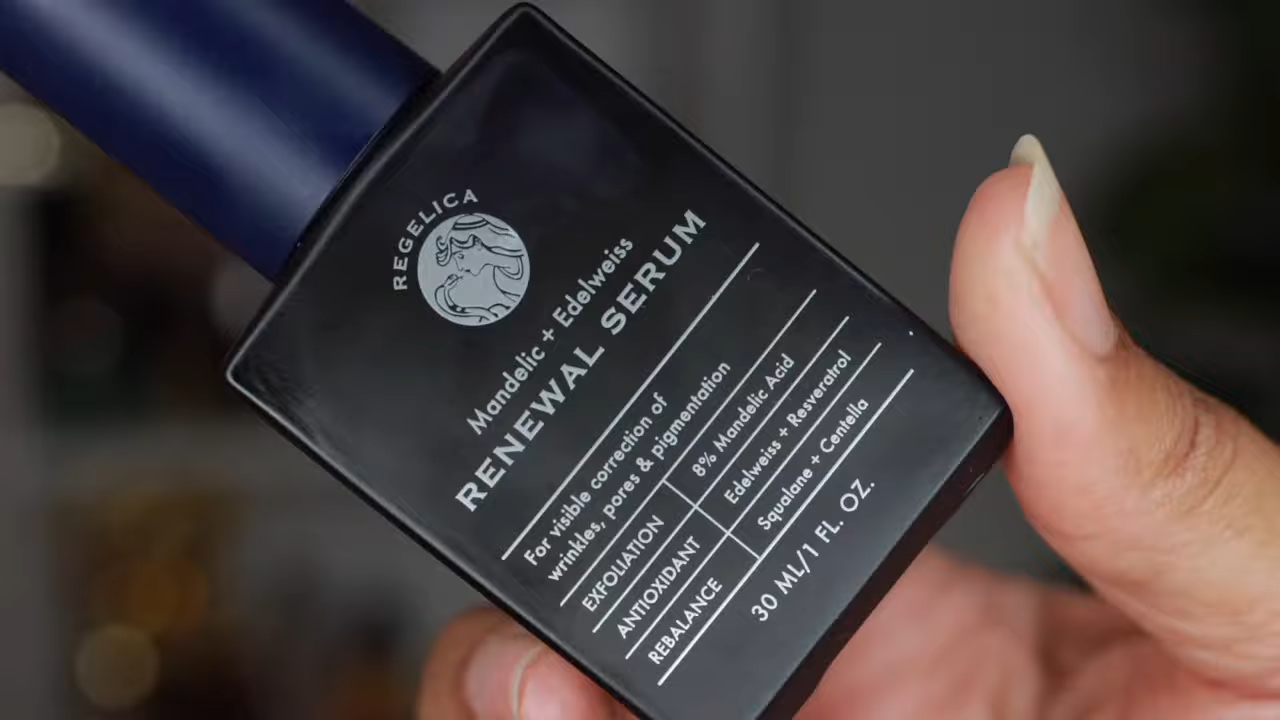 REGELICA
Mandelic + Edelweiss
RENEWAL SERUM
For visible correction of
wrinkles, pores & pigmentation
EXFOLIATION 8% Mandelic Acid
ANTIOXIDANT Edelweiss + Resveratrol
REBALANCE Squalane + Centella
30 ML/1 FL. OZ.